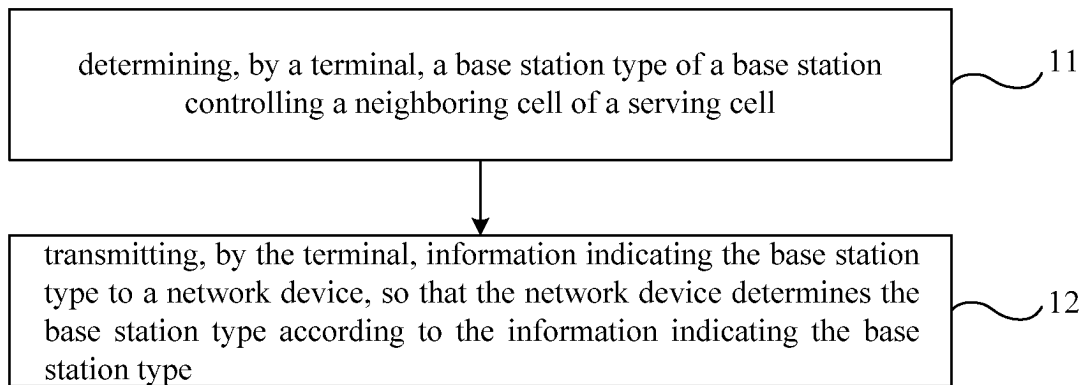 determining, by a terminal, a base station type of a base station
controlling a neighboring cell of a serving cell
11
transmitting, by the terminal, information indicating the base station
type to a network device, so that the network device determines the
base station type according to the information indicating the base
station type
12